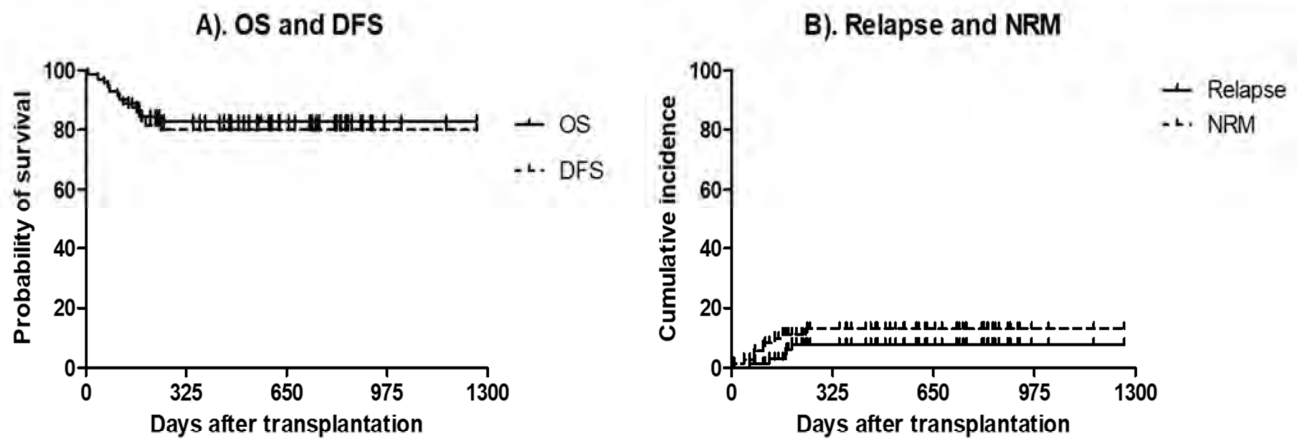 A). OS and DFS
Probability of survival
100
80
60
40
20
0
0 325 650 975 1300
Days after transplantation
OS
DFS
B). Relapse and NRM
Cumulative incidence
100
80
60
40
20
0
0 325 650 975 1300
Days after transplantation
Relapse
NRM